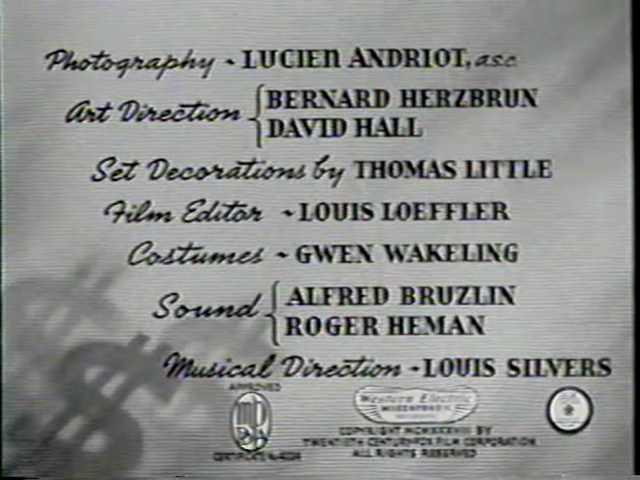 Photography ~ LUCIEN ANDRIOT, a.s.c.
Art Direction { BERNARD HERZBRUN
DAVID HALL
Set Decorations by THOMAS LITTLE
Film Editor ~ LOUIS LOEFFLER
Costumes ~ GWEN WAKELING
Sound { ALFRED BRUZLIN
ROGER HEMAN
Musical Direction ~ LOUIS SILVERS
APPROVED
Western Electric
COPYRIGHT MCMXXXVIII BY
TWENTIETH CENTURY-FOX FILM CORPORATION
CERTIFICATE No.
ALL RIGHTS RESERVED